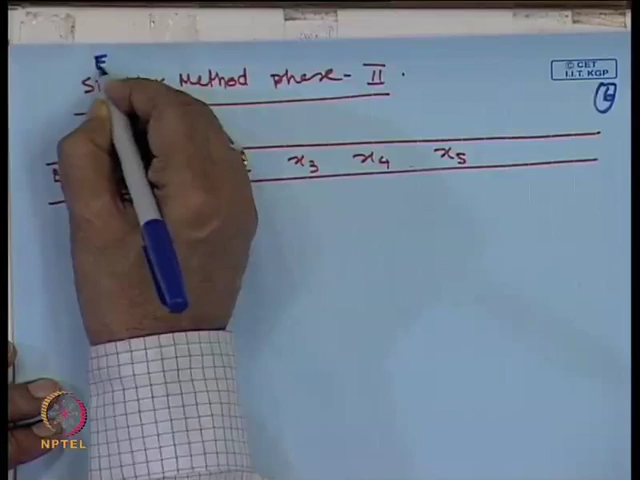 © CET
I.I.T. KGP
E
Method phase - II .
x3 x4 x5
NPTEL